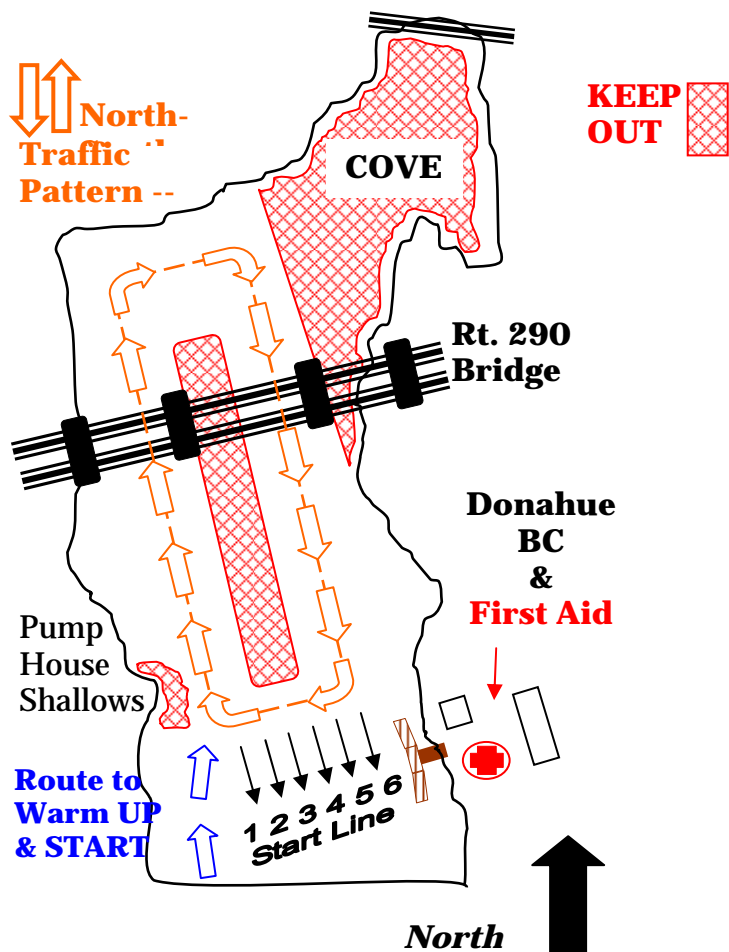 North-
Traffic
Pattern --
KEEP
OUT
COVE
Rt. 290
Bridge
Donahue
BC
&
First Aid
Pump
House
Shallows
Route to
Warm UP
& START
1 2 3 4 5 6
Start Line
North